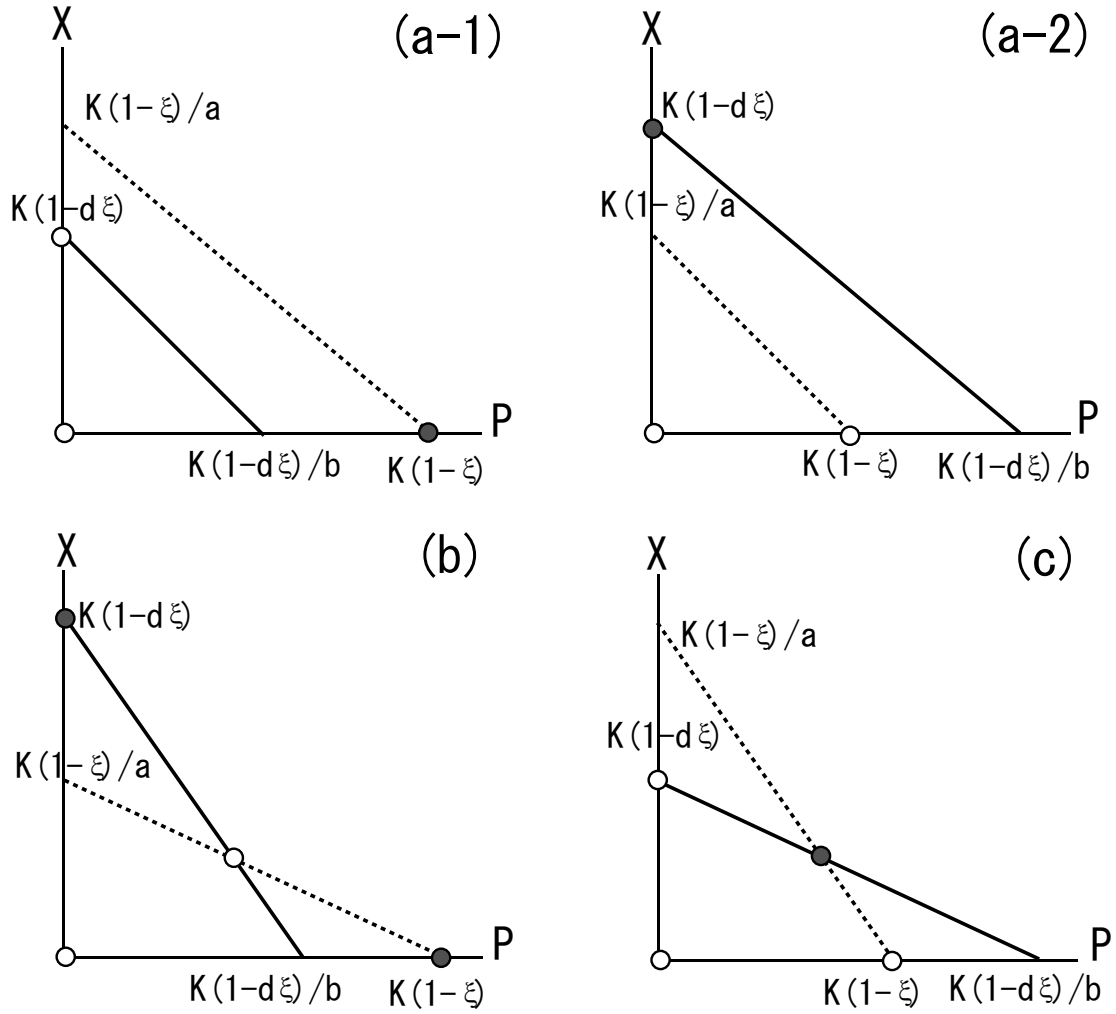 X
(a-1)
K(1-ξ)/a
K(1-dξ)
P
K(1-dξ)/b
K(1-ξ)
X
(a-2)
K(1-dξ)
K(1-ξ)/a
P
K(1-ξ)
K(1-dξ)/b
X
(b)
K(1-dξ)
K(1-ξ)/a
P
K(1-dξ)/b
K(1-ξ)
X
(c)
K(1-ξ)/a
K(1-dξ)
P
K(1-ξ)
K(1-dξ)/b